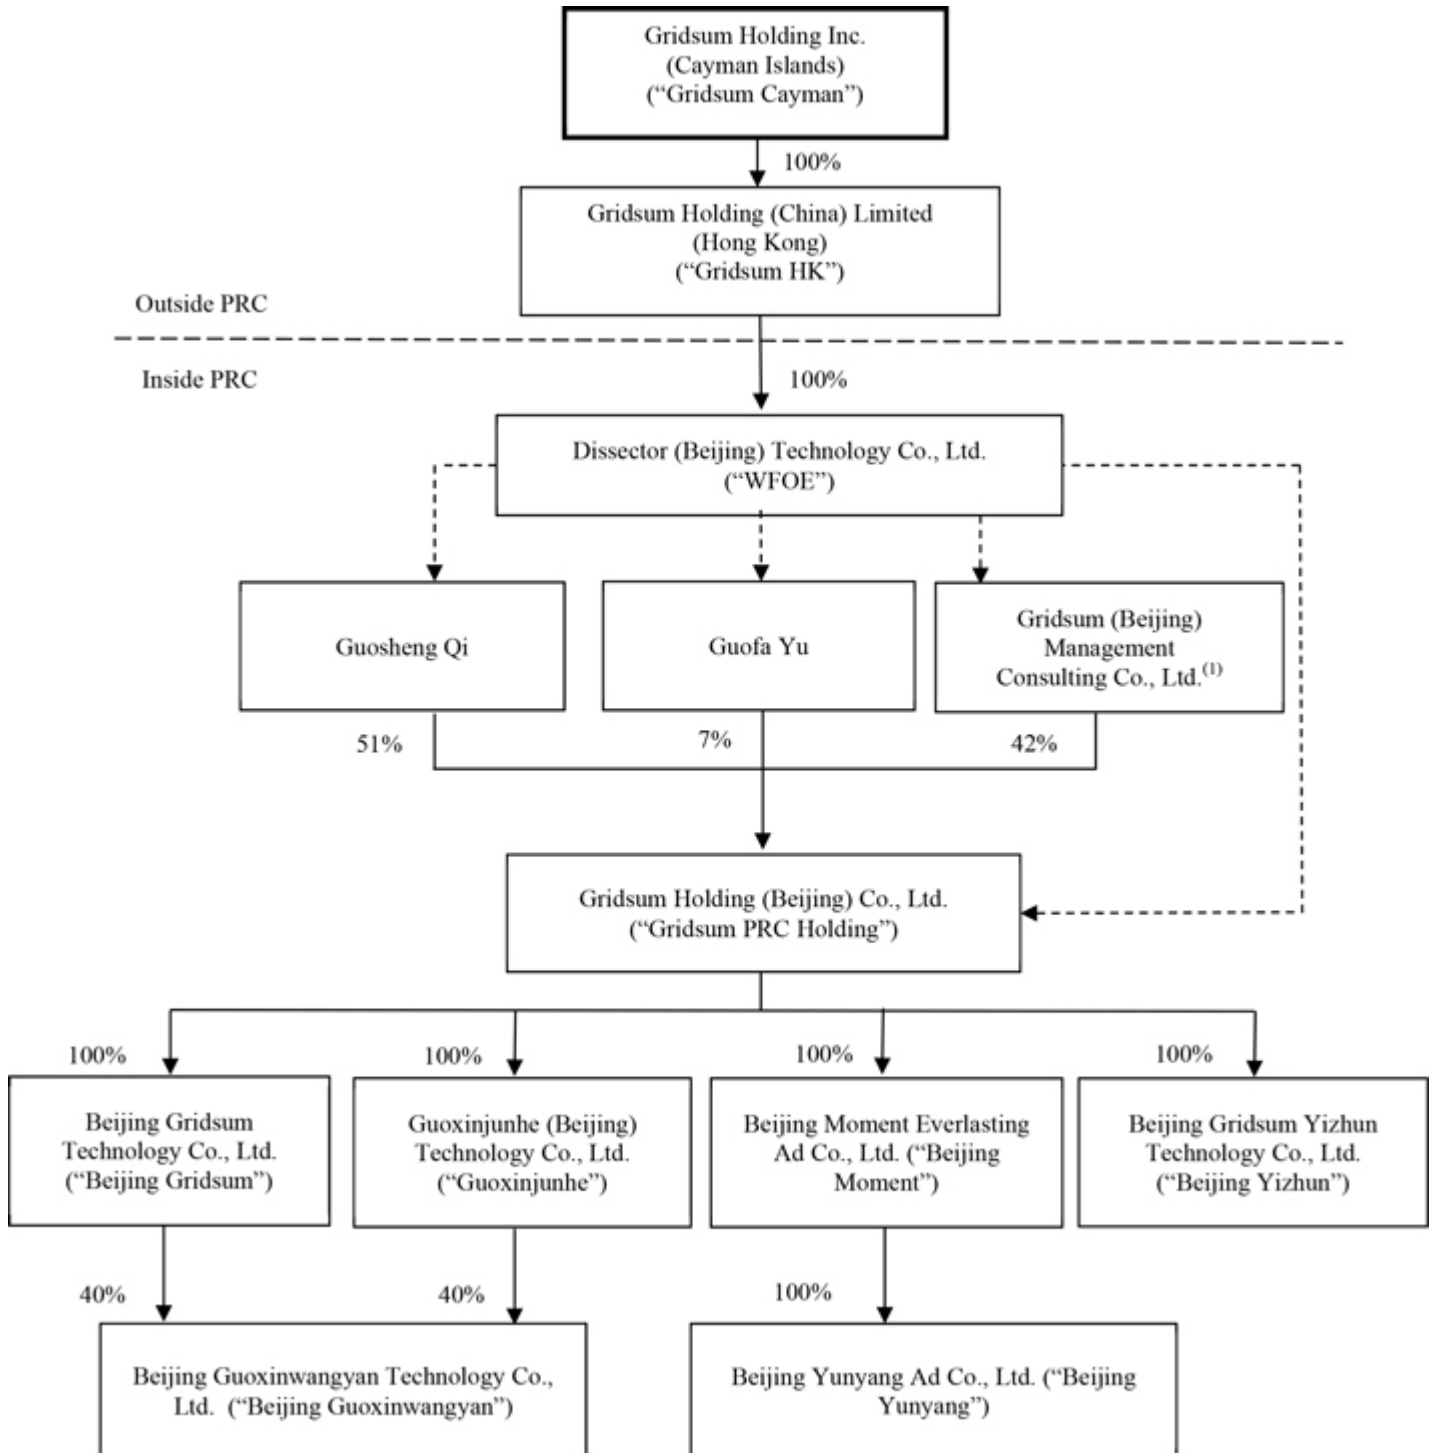 Gridsum Holding Inc.
(Cayman Islands)
(“Gridsum Cayman”)
100%
Gridsum Holding (China) Limited
(Hong Kong)
(“Gridsum HK”)
Outside PRC
Inside PRC
100%
Dissector (Beijing) Technology Co., Ltd.
(“WFOE”)
Guosheng Qi
Guofa Yu
Gridsum (Beijing)
Management
Consulting Co., Ltd.(1)
51%
7%
42%
Gridsum Holding (Beijing) Co., Ltd.
(“Gridsum PRC Holding”)
100%
100%
100%
100%
Beijing Gridsum
Technology Co., Ltd.
(“Beijing Gridsum”)
Guoxinjunhe (Beijing)
Technology Co., Ltd.
(“Guoxinjunhe”)
Beijing Moment Everlasting
Ad Co., Ltd. (“Beijing
Moment”)
Beijing Gridsum Yizhun
Technology Co., Ltd.
(“Beijing Yizhun”)
40%
40%
100%
Beijing Guoxinwangyan Technology Co.,
Ltd. (“Beijing Guoxinwangyan”)
Beijing Yunyang Ad Co., Ltd. (“Beijing
Yunyang”)